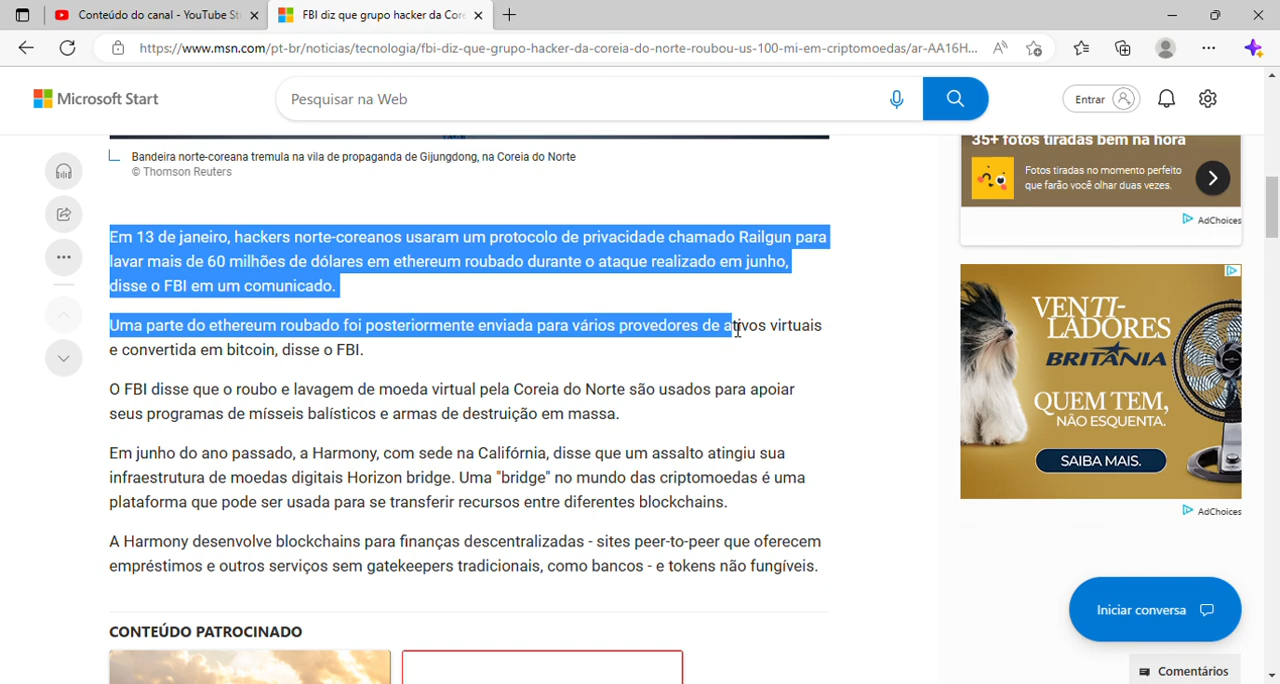 Conteúdo do canal - YouTube St
FBI diz que grupo hacker da Core
https://www.msn.com/pt-br/noticias/tecnologia/fbi-diz-que-grupo-hacker-da-coreia-do-norte-roubou-us-100-mi-em-criptomoedas/ar-AA16H...
Microsoft Start
Pesquisar na Web
Entrar
Bandeira norte-coreana tremula na vila de propaganda de Gijungdong, na Coreia do Norte
© Thomson Reuters
Em 13 de janeiro, hackers norte-coreanos usaram um protocolo de privacidade chamado Railgun para
lavar mais de 60 milhões de dólares em ethereum roubado durante o ataque realizado em junho,
disse o FBI em um comunicado.
Uma parte do ethereum roubado foi posteriormente enviada para vários provedores de ativos virtuais
e convertida em bitcoin, disse o FBI.
O FBI disse que o roubo e lavagem de moeda virtual pela Coreia do Norte são usados para apoiar
seus programas de mísseis balísticos e armas de destruição em massa.
Em junho do ano passado, a Harmony, com sede na Califórnia, disse que um assalto atingiu sua
infraestrutura de moedas digitais Horizon bridge. Uma "bridge" no mundo das criptomoedas é uma
plataforma que pode ser usada para se transferir recursos entre diferentes blockchains.
A Harmony desenvolve blockchains para finanças descentralizadas - sites peer-to-peer que oferecem
empréstimos e outros serviços sem gatekeepers tradicionais, como bancos - e tokens não fungíveis.
CONTEÚDO PATROCINADO
35+ fotos tiradas bem na hora
Fotos tiradas no momento perfeito
que farão você olhar duas vezes.
AdChoices
VENTI-
LADORES
BRITÂNIA
QUEM TEM,
NÃO ESQUENTA.
SAIBA MAIS.
AdChoices
Iniciar conversa
Comentários